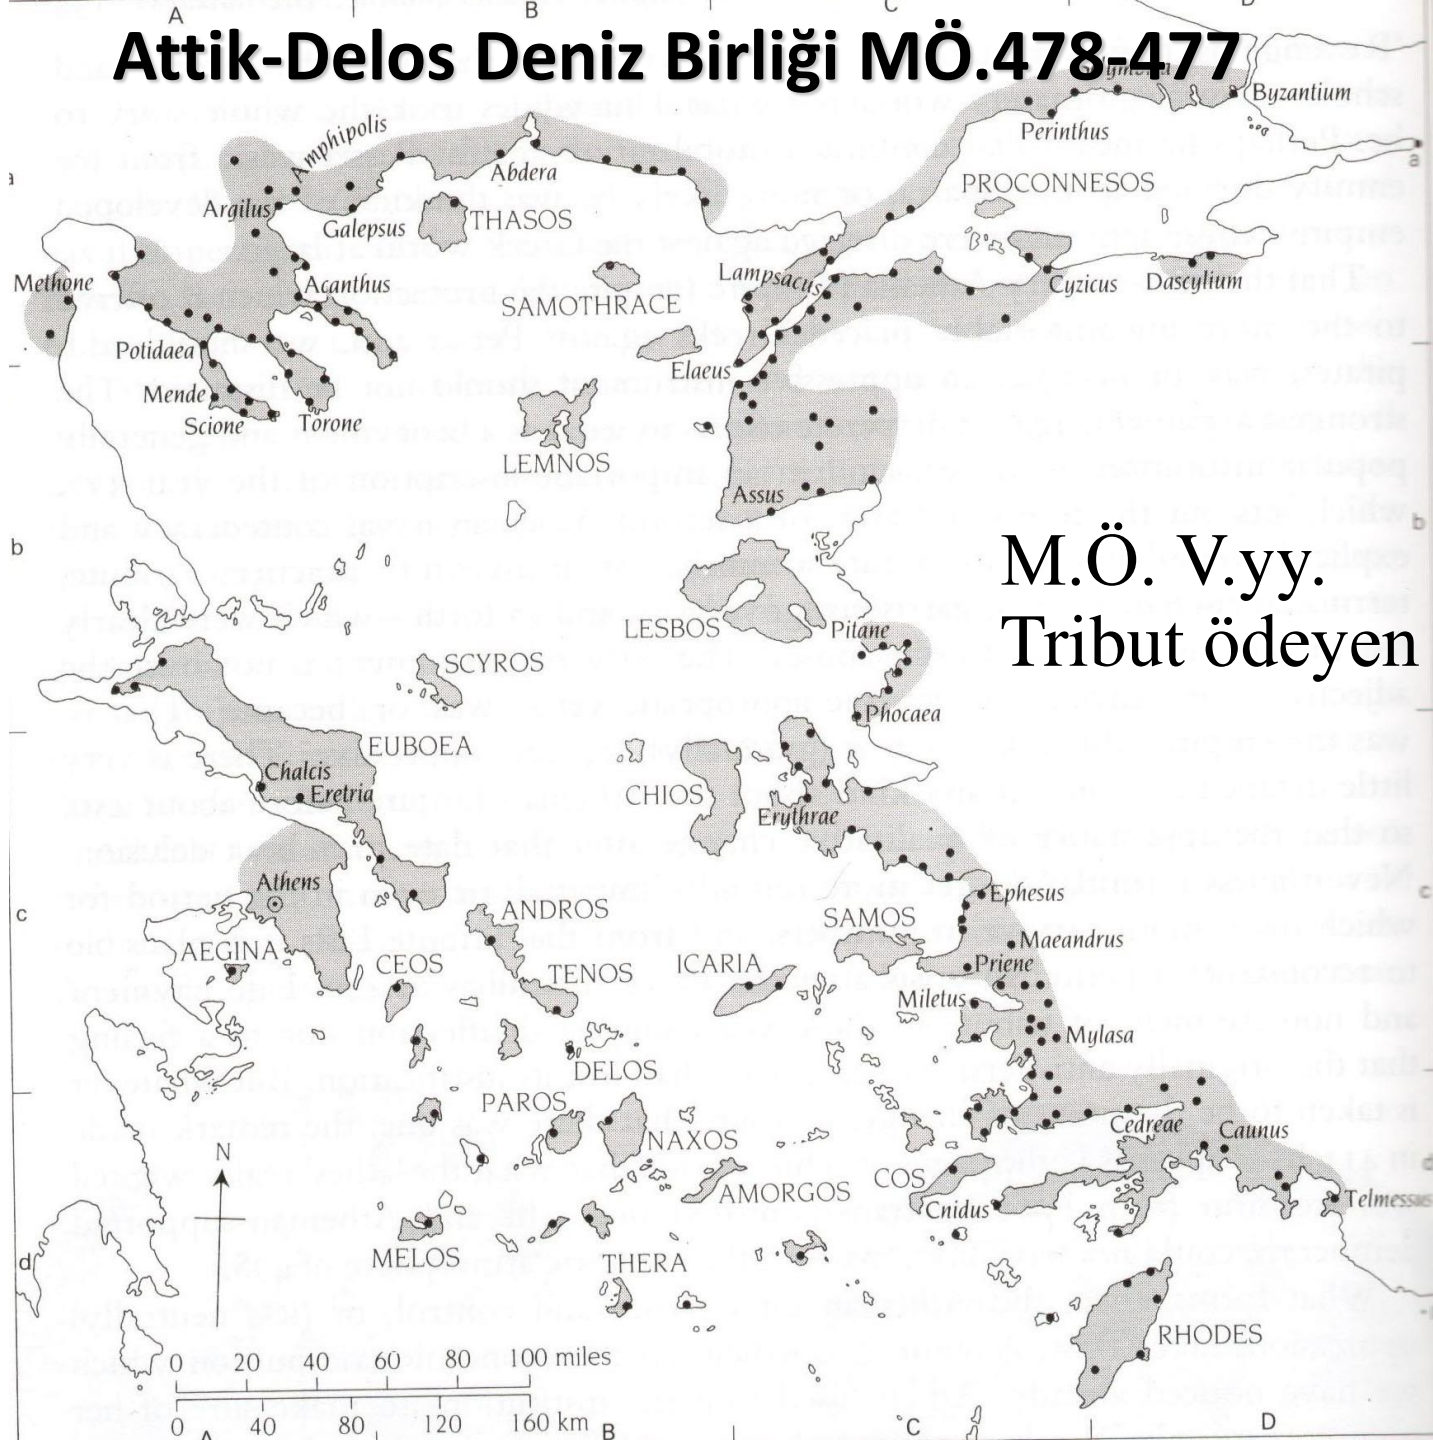 A
B
C
Attik-Delos Deniz Birliği MÖ.478-477
Byzantium
Perinthus
a
a
Amphipolis
Abdera
PROCONNESOS
Argilus
Galepsus
THASOS
Methone
Acanthus
Lampsacus
Cyzicus
Dascylium
SAMOTHRACE
Potidaea
Elaeus
Mende
Scione
Torone
LEMNOS
Assus
b
b
M.Ö. V.yy.
Tribut ödeyen
LESBOS
Pitane
SCYROS
Phocaea
EUBOEA
Chalcis
Eretria
CHIOS
Erythrae
Athens
Ephesus
c
c
ANDROS
SAMOS
AEGINA
CEOS
TENOS
ICARIA
Maeandrus
Priene
Miletus
Mylasa
DELOS
PAROS
NAXOS
Cedreae
Caunus
N
AMORGOS
COS
d
Cnidus
Telmessus
MELOS
THERA
d
RHODES
0 20 40 60 80 100 miles
0 40 80 120 160 km
A
B
C
D